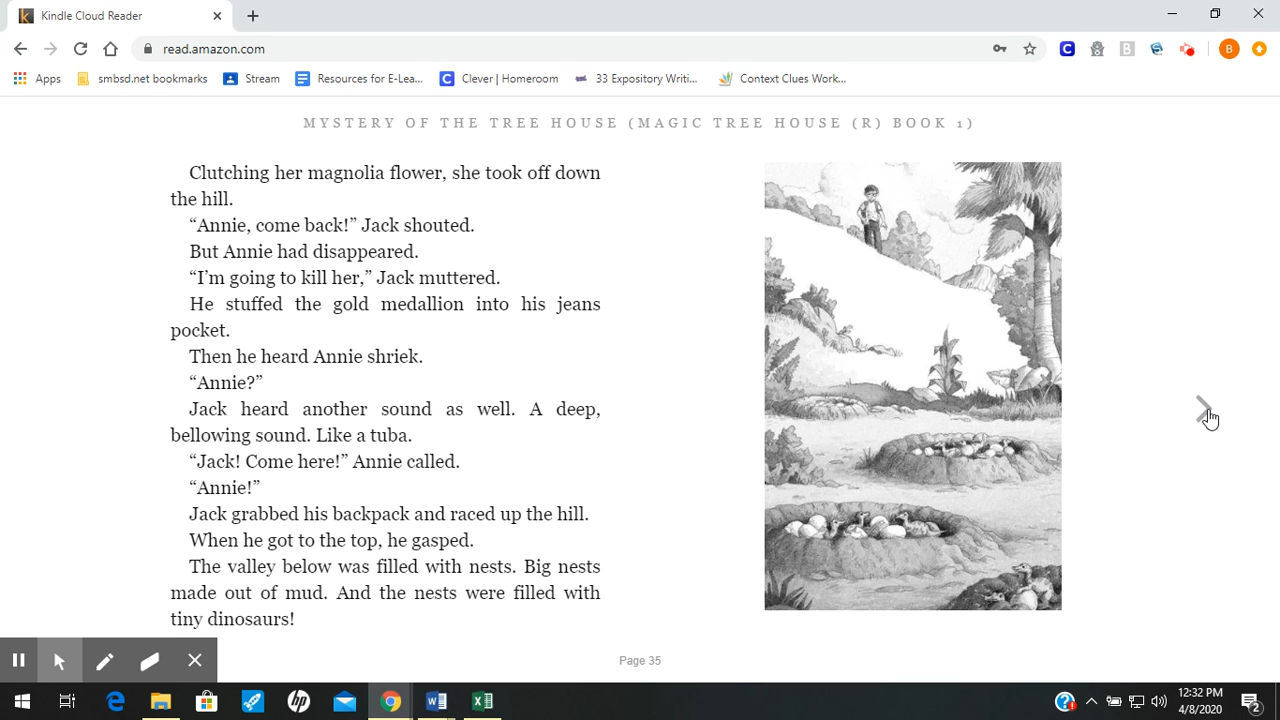 Kindle Cloud Reader
read.amazon.com
B
Apps
smbsd.net bookmarks
Stream
Resources for E-Lea...
Clever | Homeroom
33 Expository Writi...
Context Clues Work...
MYSTERY OF THE TREE HOUSE (MAGIC TREE HOUSE (R) BOOK 1)
Clutching her magnolia flower, she took off down
the hill.
“Annie, come back!” Jack shouted.
But Annie had disappeared.
“I’m going to kill her,” Jack muttered.
He stuffed the gold medallion into his jeans
pocket.
Then he heard Annie shriek.
“Annie?”
Jack heard another sound as well. A deep,
bellowing sound. Like a tuba.
“Jack! Come here!” Annie called.
“Annie!”
Jack grabbed his backpack and raced up the hill.
When he got to the top, he gasped.
The valley below was filled with nests. Big nests
made out of mud. And the nests were filled with
tiny dinosaurs!
Page 35
12:32 PM
4/8/2020
2